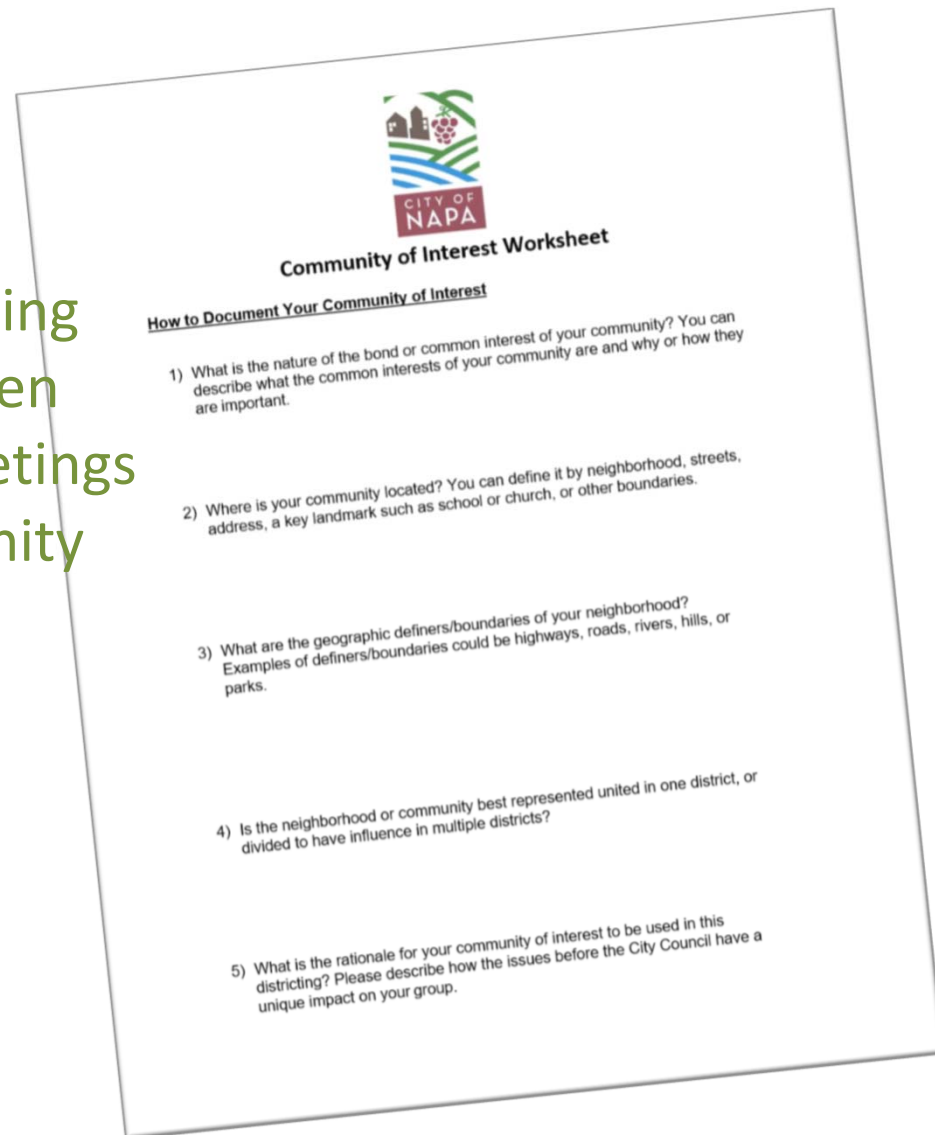 ing
en
etings
nity
CITY OF
NAPA
Community of Interest Worksheet
How to Document Your Community of Interest
1) What is the nature of the bond or common interest of your community? You can
describe what the common interests of your community are and why or how they
are important.
2) Where is your community located? You can define it by neighborhood, streets,
address, a key landmark such as school or church, or other boundaries.
3) What are the geographic definers/boundaries of your neighborhood?
Examples of definers/boundaries could be highways, roads, rivers, hills, or
parks.
4) Is the neighborhood or community best represented united in one district, or
divided to have influence in multiple districts?
5) What is the rationale for your community of interest to be used in this
districting? Please describe how the issues before the City Council have a
unique impact on your group.